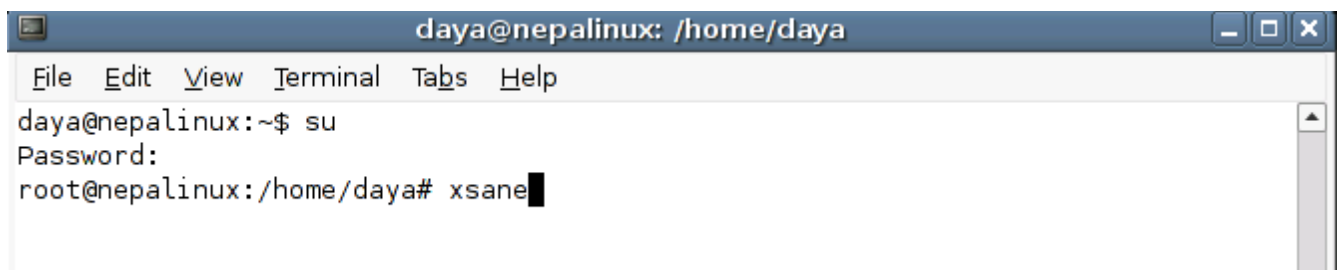 daya@nepalinux: /home/daya
File Edit View Terminal Tabs Help
daya@nepalinux:~$ su
Password:
root@nepalinux:/home/daya# xsane